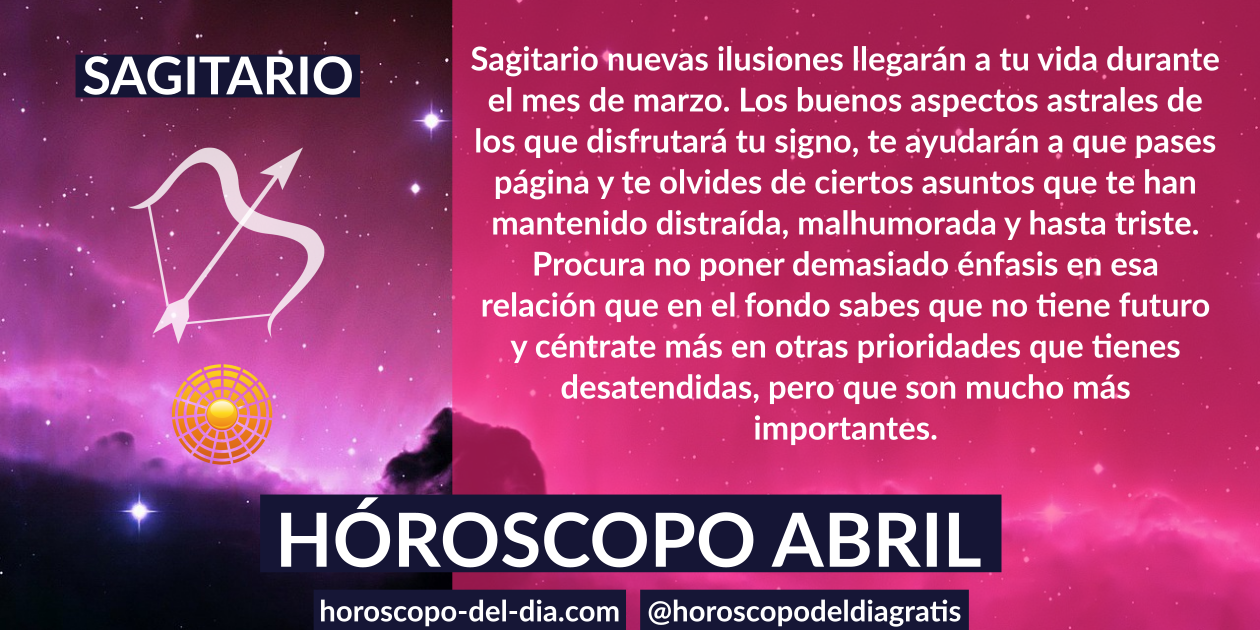 SAGITARIO
Sagitario nuevas ilusiones llegarán a tu vida durante
el mes de marzo. Los buenos aspectos astrales de
los que disfrutará tu signo, te ayudarán a que pases
página y te olvides de ciertos asuntos que te han
mantenido distraída, malhumorada y hasta triste.
Procura no poner demasiado énfasis en esa
relación que en el fondo sabes que no tiene futuro
y céntrate más en otras prioridades que tienes
desatendidas, pero que son mucho más
importantes.
HÓROSCOPO ABRIL
horoscopo-del-dia.com
@horoscopodeldiagratis